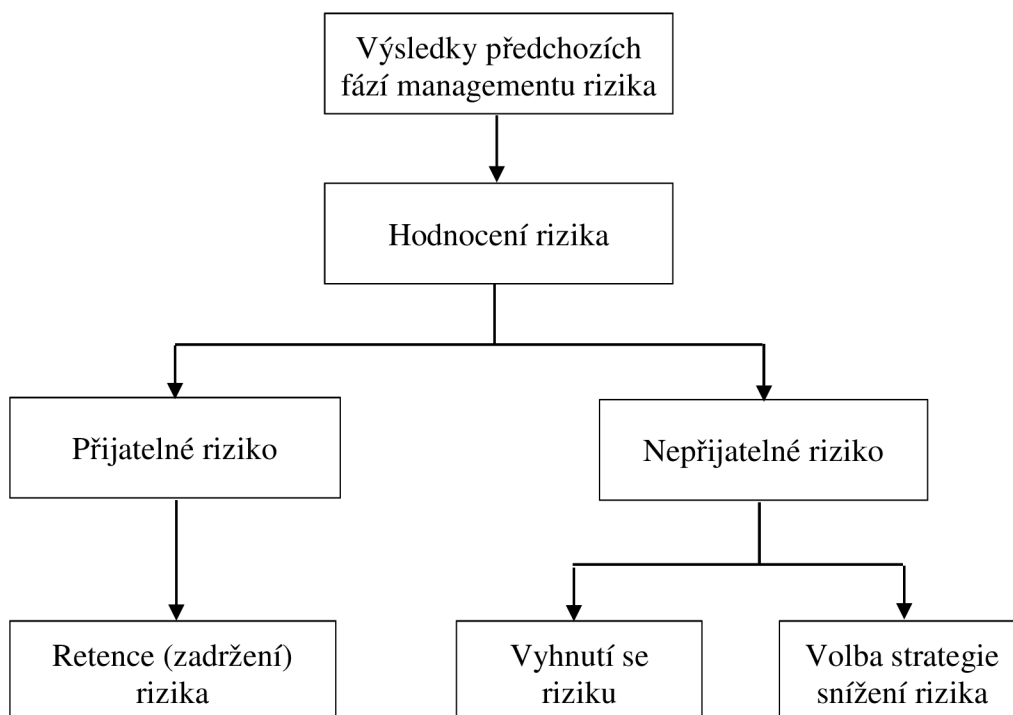 Výsledky předchozích
fází managementu rizika
Hodnocení rizika
Přijatelné riziko
Nepřijatelné riziko
Retence (zadržení)
rizika
Vyhnutí se
riziku
Volba strategie
snížení rizika